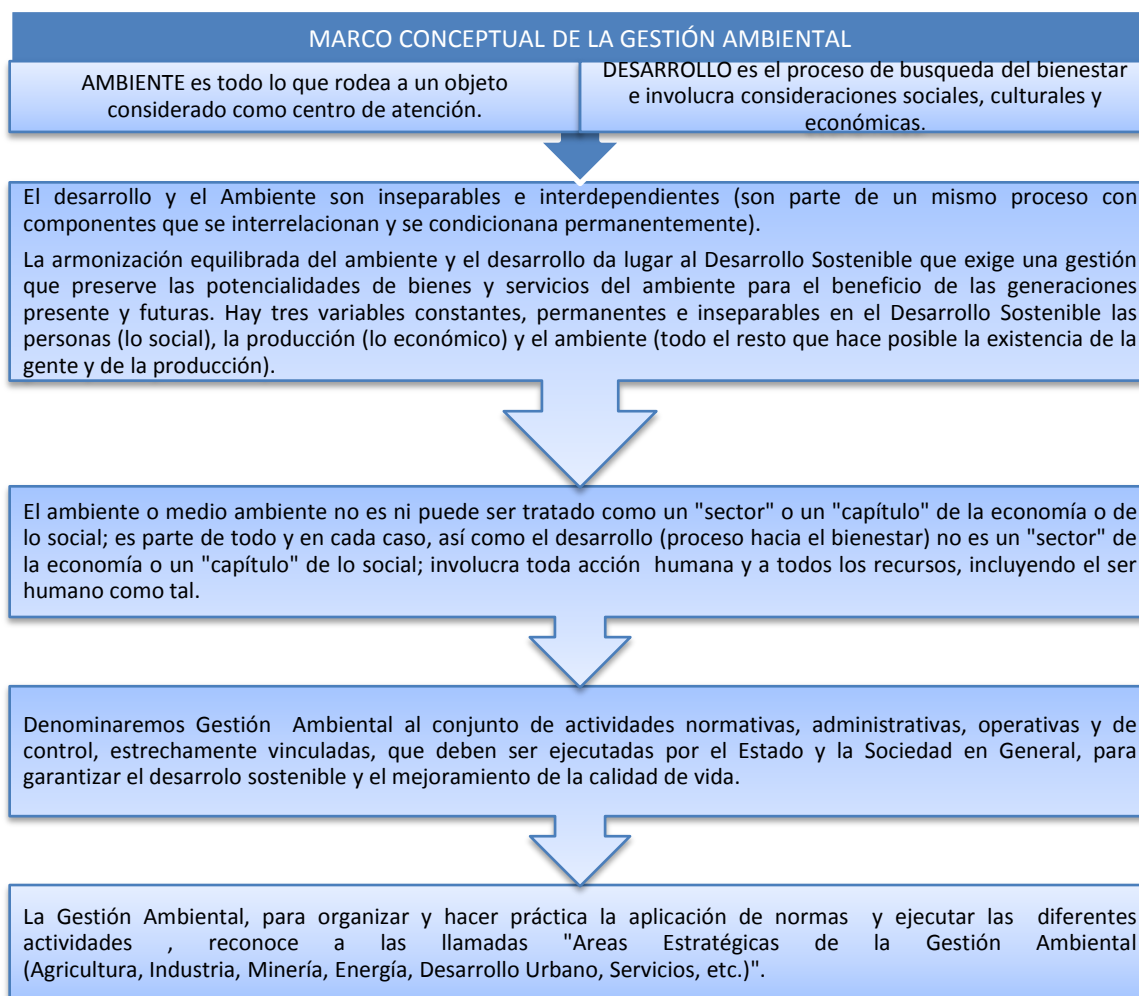 MARCO CONCEPTUAL DE LA GESTIÓN AMBIENTAL
AMBIENTE es todo lo que rodea a un objeto
considerado como centro de atención.
DESARROLLO es el proceso de busqueda del bienestar
e involucra consideraciones sociales, culturales y
económicas.
El desarrollo y el Ambiente son inseparables e interdependientes (son parte de un mismo proceso con
componentes que se interrelacionan y se condicionana permanentemente).
La armonización equilibrada del ambiente y el desarrollo da lugar al Desarrollo Sostenible que exige una gestión
que preserve las potencialidades de bienes y servicios del ambiente para el beneficio de las generaciones
presente y futuras. Hay tres variables constantes, permanentes e inseparables en el Desarrollo Sostenible las
personas (lo social), la producción (lo económico) y el ambiente (todo el resto que hace posible la existencia de la
gente y de la producción).
El ambiente o medio ambiente no es ni puede ser tratado como un "sector" o un "capítulo" de la economía o de
lo social; es parte de todo y en cada caso, así como el desarrollo (proceso hacia el bienestar) no es un "sector" de
la economía o un "capítulo" de lo social; involucra toda acción humana y a todos los recursos, incluyendo el ser
humano como tal.
Denominaremos Gestión Ambiental al conjunto de actividades normativas, administrativas, operativas y de
control, estrechamente vinculadas, que deben ser ejecutadas por el Estado y la Sociedad en General, para
garantizar el desarrolo sostenible y el mejoramiento de la calidad de vida.
La Gestión Ambiental, para organizar y hacer práctica la aplicación de normas y ejecutar las diferentes
actividades , reconoce a las llamadas "Areas Estratégicas de la Gestión Ambiental
(Agricultura, Industria, Minería, Energía, Desarrollo Urbano, Servicios, etc.)".